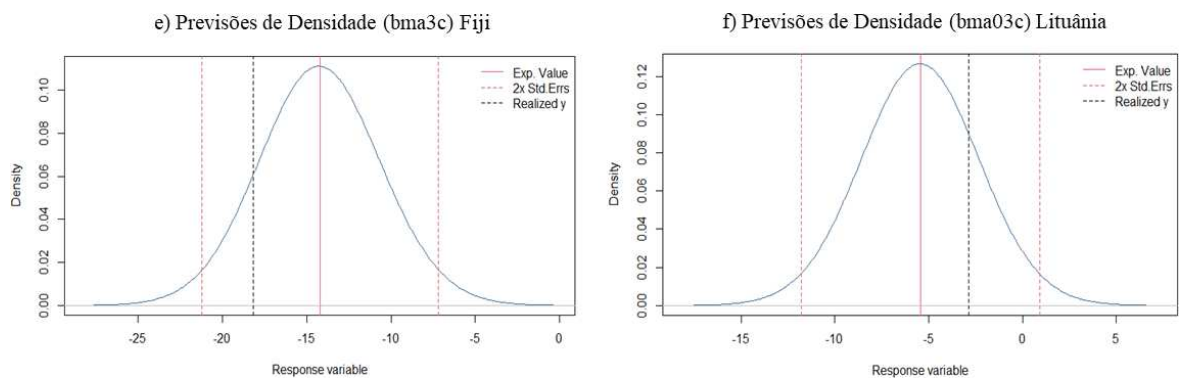 e) Previsões de Densidade (bma3c) Fiji
Exp. Value
2x Std.Errs
Realized y
Density
0.00 0.02 0.04 0.06 0.08 0.10
-25 -20 -15 -10 -5 0
Response variable
f) Previsões de Densidade (bma03c) Lituânia
Exp. Value
2x Std.Errs
Realized y
Density
0.00 0.02 0.04 0.06 0.08 0.10 0.12
-15 -10 -5 0 5
Response variable